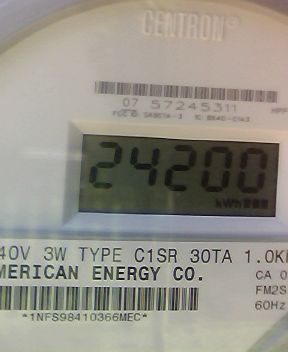 CENTRON®
07 57245311
24200
kWh
40V 3W TYPE C1SR 30TA 1.0K
MERICAN ENERGY CO.
CA 0
FM2S
60Hz
*1NFS98410366MEC*